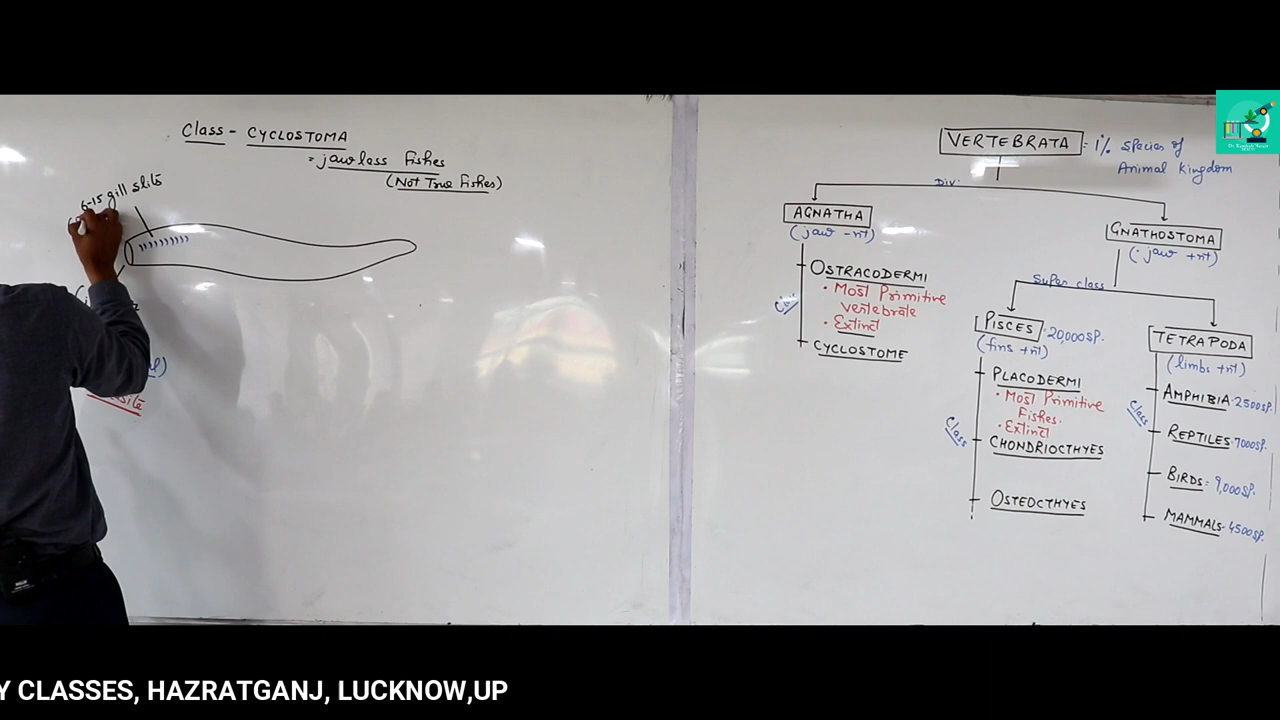 Class - CYCLOSTOMA
= jawless Fishes
(Not True Fishes)
6-15 gill slits
VERTEBRATA = 1% Species of
Animal Kingdom
Div.
AGNATHA
(jaw -nt)
OSTRACODERMI
• Most Primitive
Vertebrate
• Extinct
CYCLOSTOME
GNATHOSTOMA
(jaw +nt)
Super class
PISCES 20,000 SP.
(fins +nt)
PLACODERMI
• Most Primitive
Fishes.
• Extinct
Class
CHONDRIOCTHYES
OSTEOCTHYES
TETRAPODA
(limbs +nt)
Class
AMPHIBIA 2500 SP.
REPTILES 7000 SP.
BIRDS = 9,000 SP.
MAMMALS 4500 SP.
Y CLASSES, HAZRATGANJ, LUCKNOW,UP